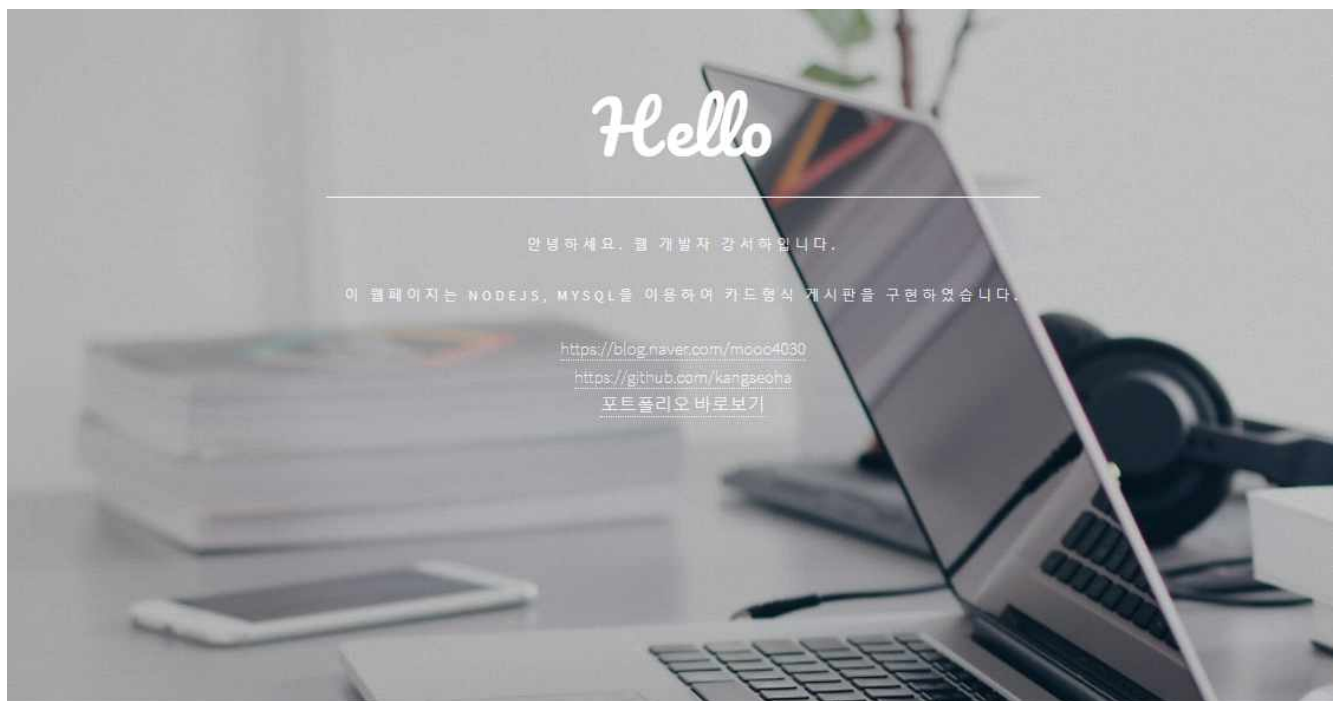 Hello
안녕하세요. 웹 개발자 강서하입니다.
이 웹페이지는 NODEJS, MYSQL을 이용하여 카드형식 게시판을 구현하였습니다.
https://blog.naver.com/mooo4030
https://github.com/kangseoha
포트폴리오 바로보기